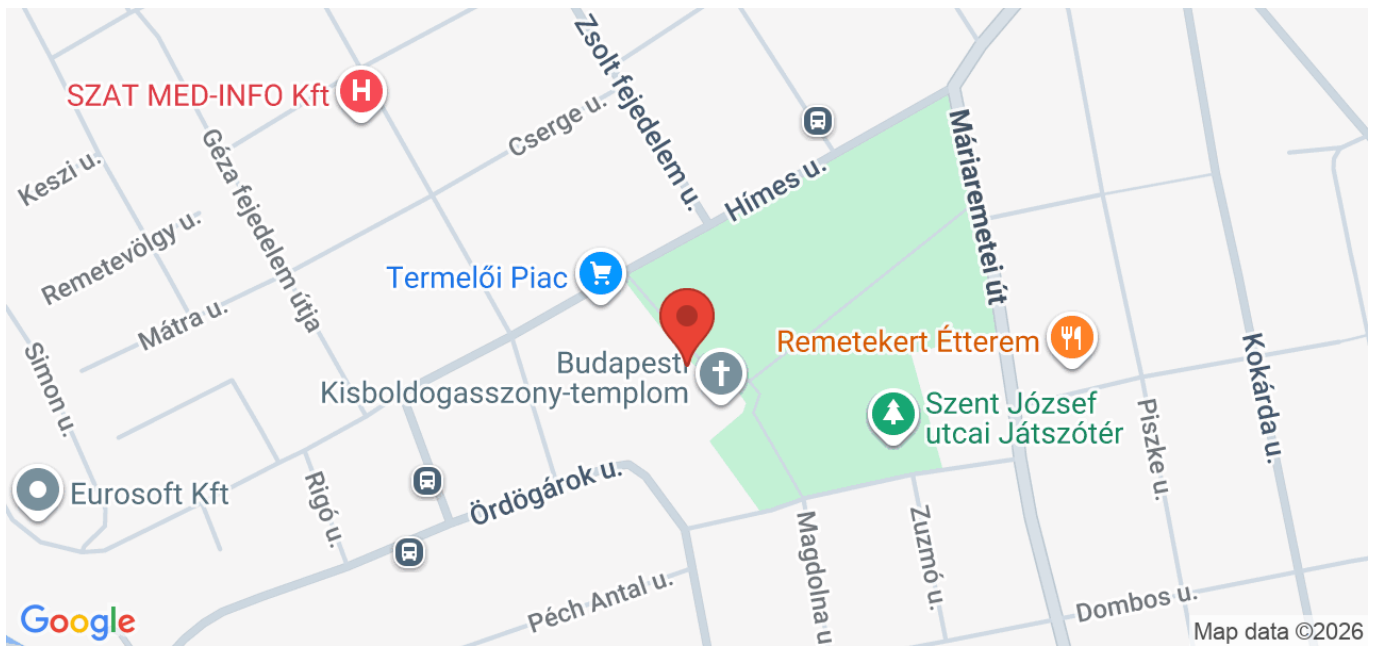 Zsolt fejedelem u.
SZAT MED-INFO Kft
H
Cserge u.
Hímes u.
Máriaremetei út
Keszi u.
Géza fejedelem útja
Remetevölgy u.
Termelői Piac
Mátra u.
Simon u.
Remetekert Étterem
Kokárda u.
Budapesti
Kisboldogasszony-templom
Szent József
utcai Játszótér
Piszke u.
Eurosoft Kft
Rigó u.
Ördögárok u.
Magdolna u
Zuzmó u.
Péch Antal u.
Dombos u.
Google
Map data ©2026